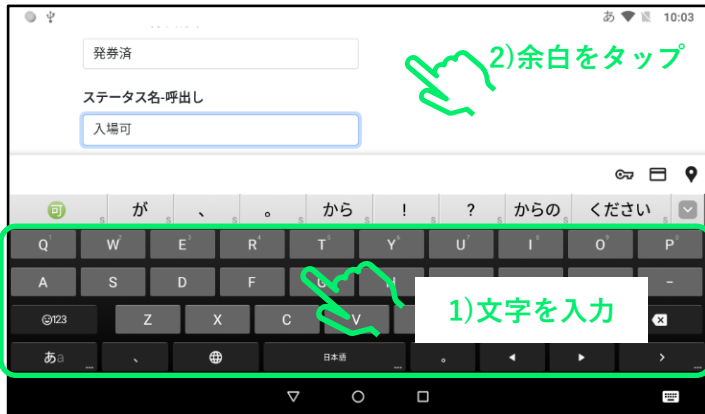 あ 10:03
発券済
2)余白をタップ
ステータス名-呼出し
入場可
可 が 、 。 から ! ? からの ください
Q W E R T Y U I O P
A S D F G H −
1)文字を入力
☺123 Z X C V
あa 、 日本語 。